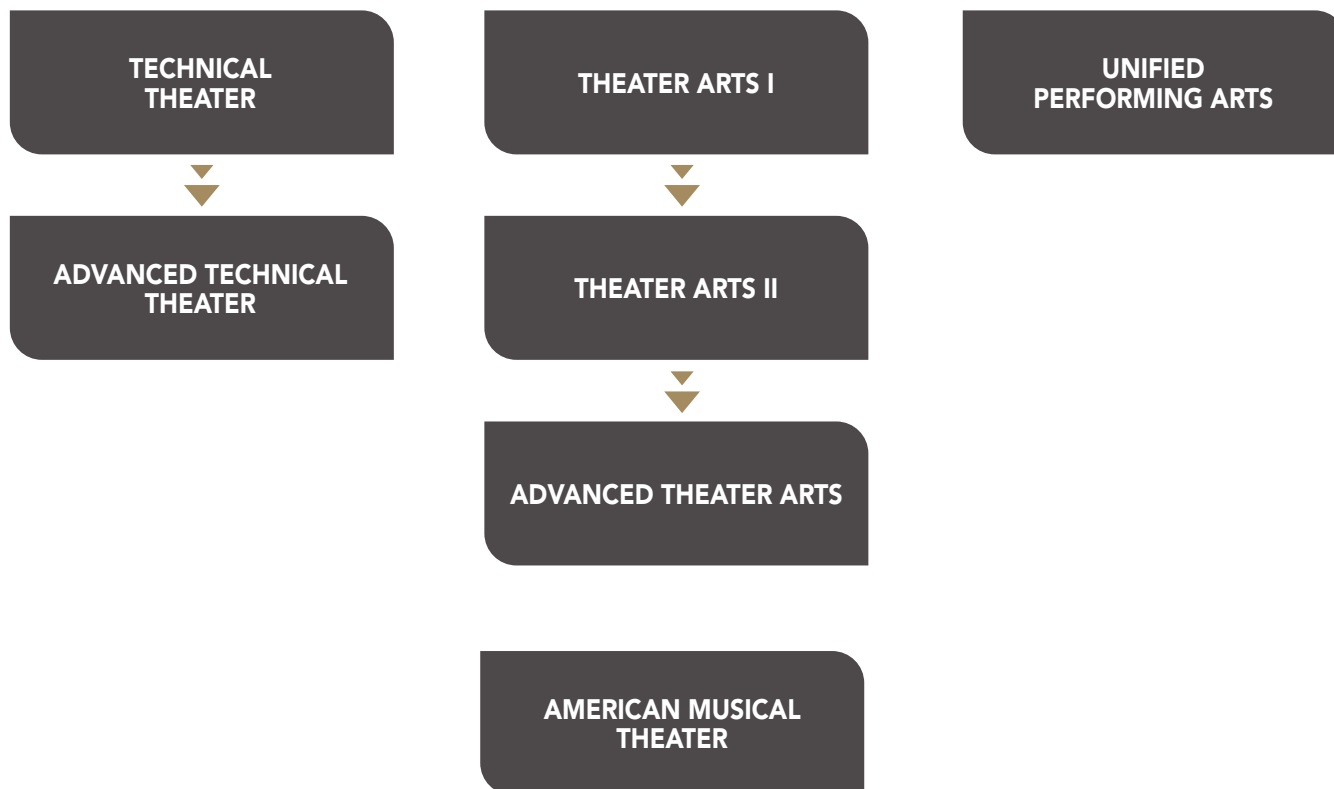 TECHNICAL
THEATER
THEATER ARTS I
UNIFIED
PERFORMING ARTS
ADVANCED TECHNICAL
THEATER
THEATER ARTS II
ADVANCED THEATER ARTS
AMERICAN MUSICAL
THEATER